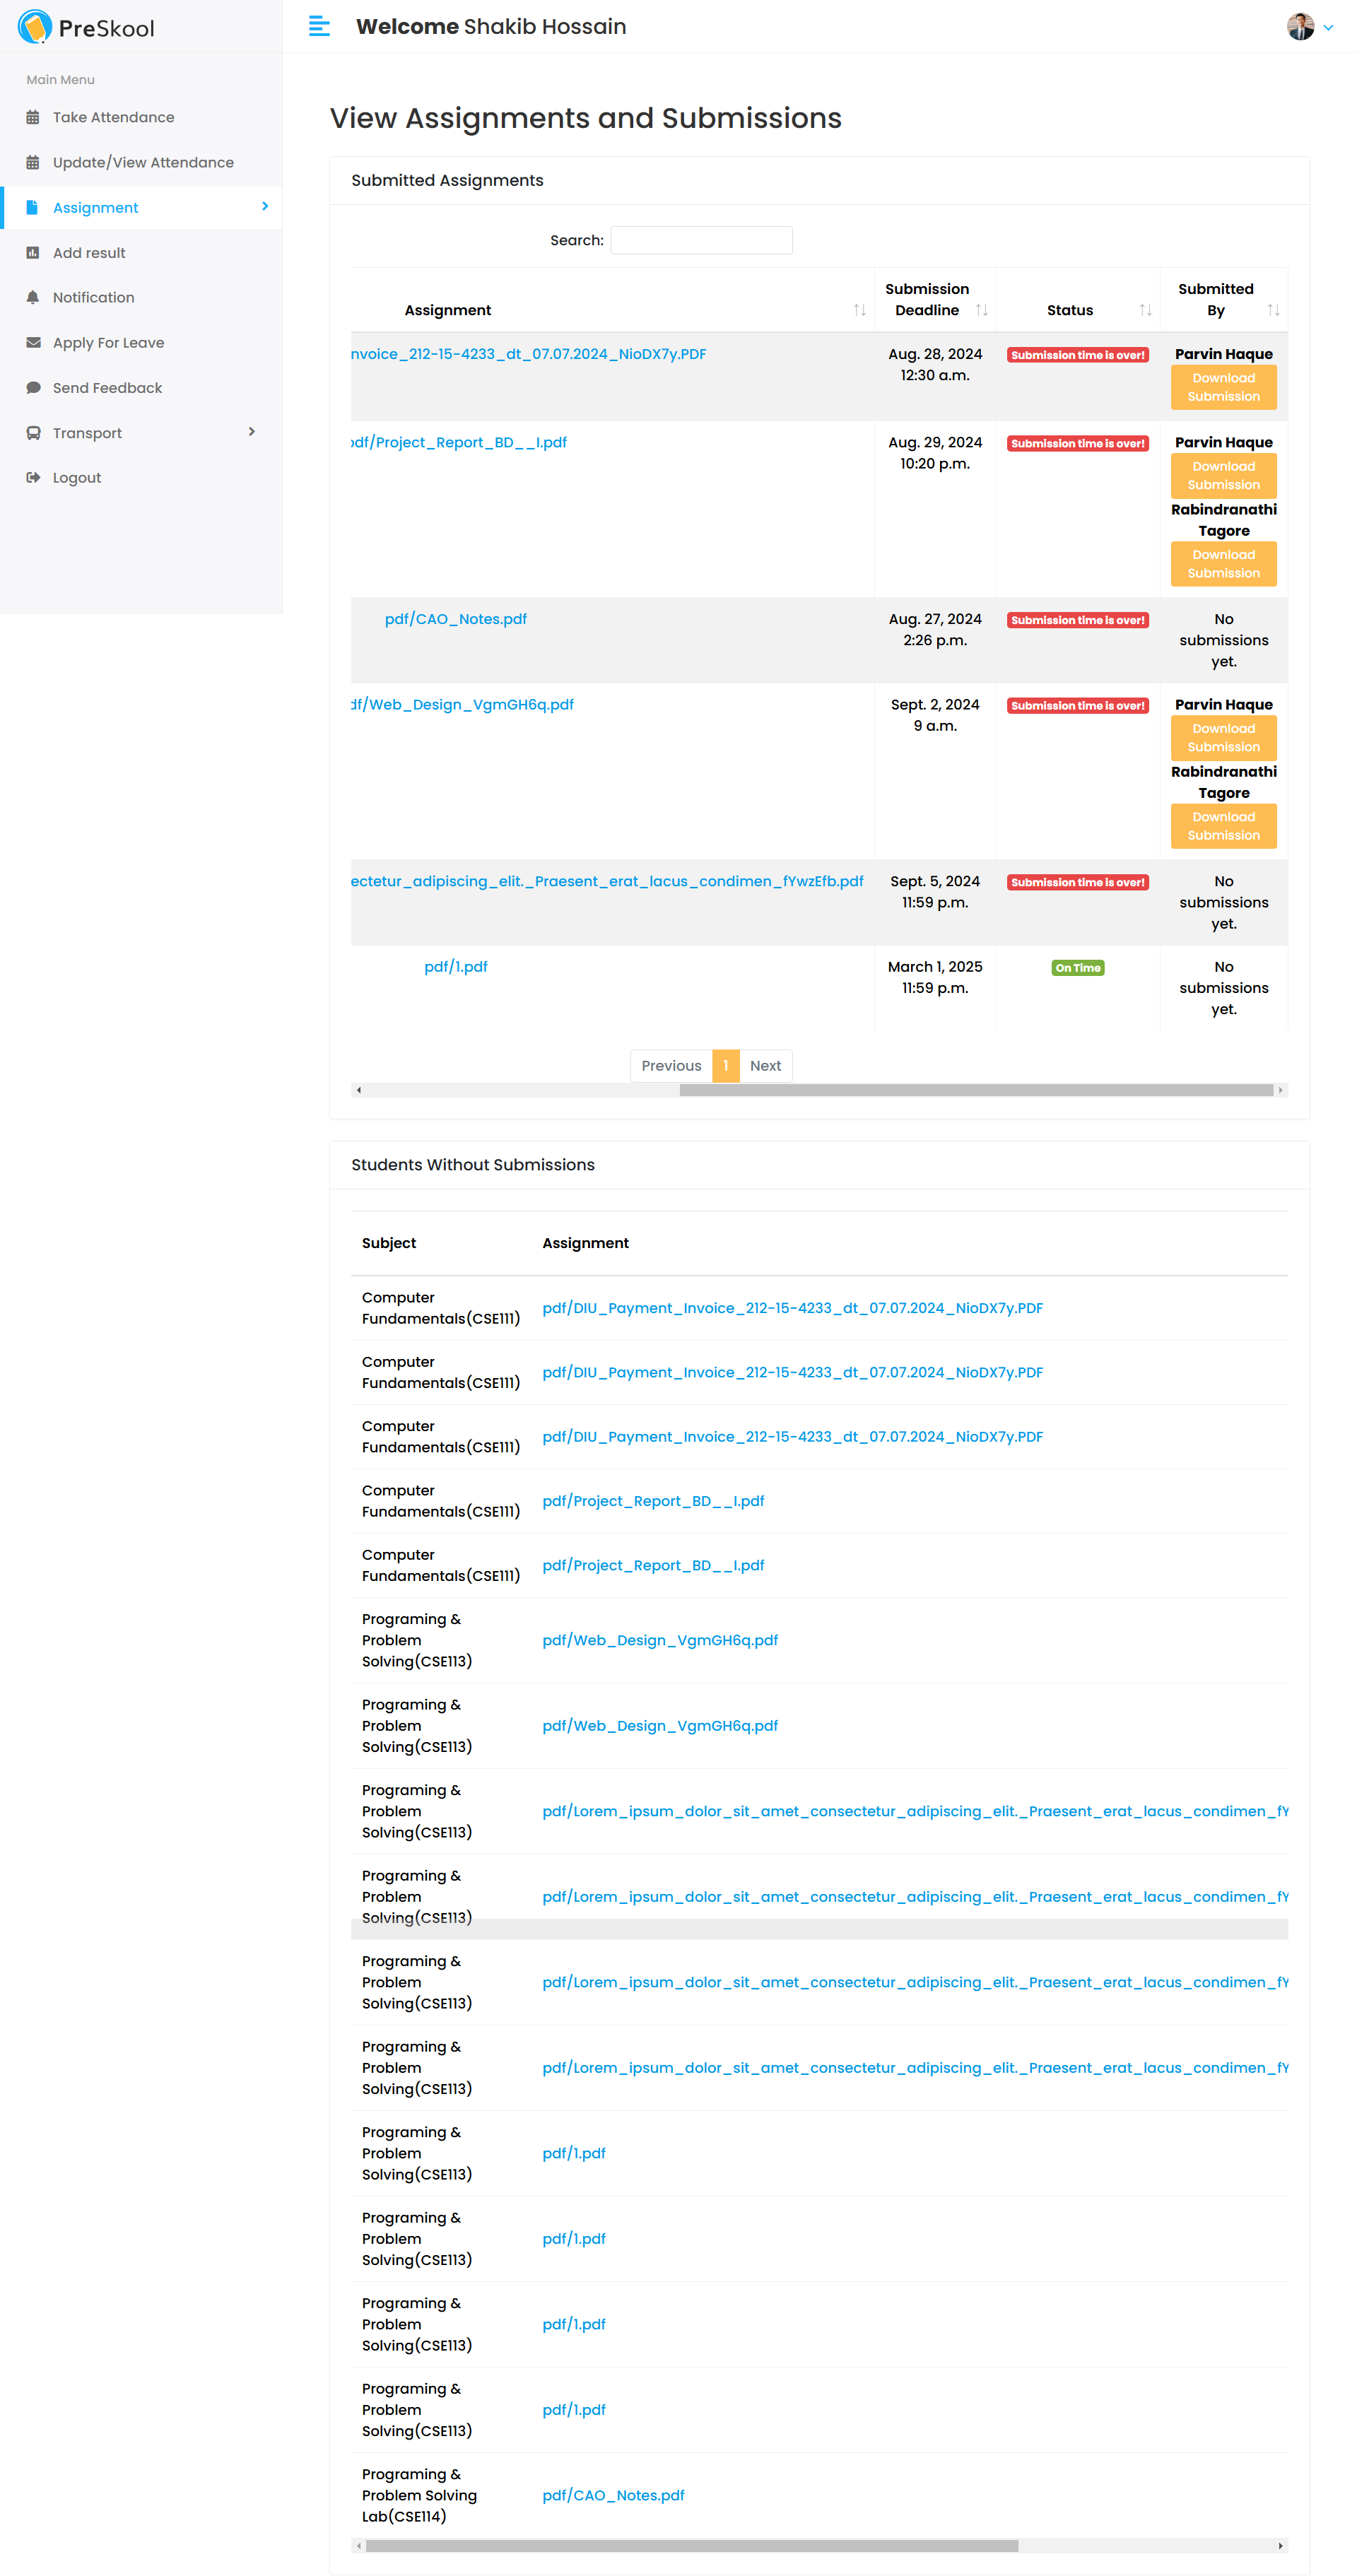 PreSkool
Welcome Shakib Hossain
Main Menu
Take Attendance
Update/View Attendance
Assignment
Add result
Notification
Apply For Leave
Send Feedback
Transport
Logout
View Assignments and Submissions
Submitted Assignments
Search:
Assignment
Submission
Deadline
Status
Submitted
By
nvoice_212-15-4233_dt_07.07.2024_NioDX7y.PDF
Aug. 28, 2024
12:30 a.m.
Submission time is over!
Parvin Haque
Download
Submission
pdf/Project_Report_BD__I.pdf
Aug. 29, 2024
10:20 p.m.
Submission time is over!
Parvin Haque
Download
Submission
Rabindranathi
Tagore
Download
Submission
pdf/CAO_Notes.pdf
Aug. 27, 2024
2:26 p.m.
Submission time is over!
No
submissions
yet.
df/Web_Design_VgmGH6q.pdf
Sept. 2, 2024
9 a.m.
Submission time is over!
Parvin Haque
Download
Submission
Rabindranathi
Tagore
Download
Submission
ectetur_adipiscing_elit._Praesent_erat_lacus_condimen_fYwzEfb.pdf
Sept. 5, 2024
11:59 p.m.
Submission time is over!
No
submissions
yet.
pdf/1.pdf
March 1, 2025
11:59 p.m.
On Time
No
submissions
yet.
Previous 1 Next
Students Without Submissions
Subject
Assignment
Computer
Fundamentals(CSE111)
pdf/DIU_Payment_Invoice_212-15-4233_dt_07.07.2024_NioDX7y.PDF
Computer
Fundamentals(CSE111)
pdf/DIU_Payment_Invoice_212-15-4233_dt_07.07.2024_NioDX7y.PDF
Computer
Fundamentals(CSE111)
pdf/DIU_Payment_Invoice_212-15-4233_dt_07.07.2024_NioDX7y.PDF
Computer
Fundamentals(CSE111)
pdf/Project_Report_BD__I.pdf
Computer
Fundamentals(CSE111)
pdf/Project_Report_BD__I.pdf
Programing &
Problem
Solving(CSE113)
pdf/Web_Design_VgmGH6q.pdf
Programing &
Problem
Solving(CSE113)
pdf/Web_Design_VgmGH6q.pdf
Programing &
Problem
Solving(CSE113)
pdf/Lorem_ipsum_dolor_sit_amet_consectetur_adipiscing_elit._Praesent_erat_lacus_condimen_fY
Programing &
Problem
Solving(CSE113)
pdf/Lorem_ipsum_dolor_sit_amet_consectetur_adipiscing_elit._Praesent_erat_lacus_condimen_fY
Programing &
Problem
Solving(CSE113)
pdf/Lorem_ipsum_dolor_sit_amet_consectetur_adipiscing_elit._Praesent_erat_lacus_condimen_fY
Programing &
Problem
Solving(CSE113)
pdf/Lorem_ipsum_dolor_sit_amet_consectetur_adipiscing_elit._Praesent_erat_lacus_condimen_fY
Programing &
Problem
Solving(CSE113)
pdf/1.pdf
Programing &
Problem
Solving(CSE113)
pdf/1.pdf
Programing &
Problem
Solving(CSE113)
pdf/1.pdf
Programing &
Problem
Solving(CSE113)
pdf/1.pdf
Programing &
Problem Solving
Lab(CSE114)
pdf/CAO_Notes.pdf